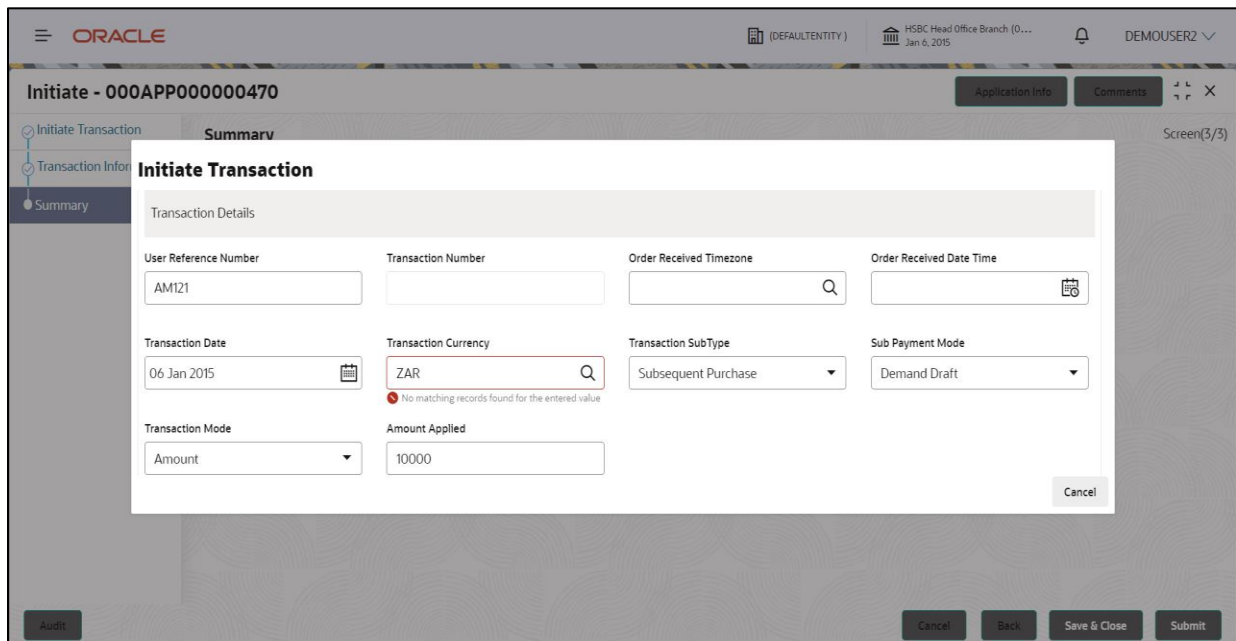 ORACLE
(DEFAULTENTITY )
HSBC Head Office Branch (0...
Jan 6, 2015
DEMOUSER2
Initiate - 000APP000000470
Application Info
Comments
Initiate Transaction
Summary
Screen(3/3)
Transaction Infor
Summary
Initiate Transaction
Transaction Details
User Reference Number
Transaction Number
Order Received Timezone
Order Received Date Time
AM121
Transaction Date
Transaction Currency
Transaction SubType
Sub Payment Mode
06 Jan 2015
ZAR
Subsequent Purchase
Demand Draft
No matching records found for the entered value
Transaction Mode
Amount Applied
Amount
10000
Cancel
Audit
Cancel
Back
Save & Close
Submit